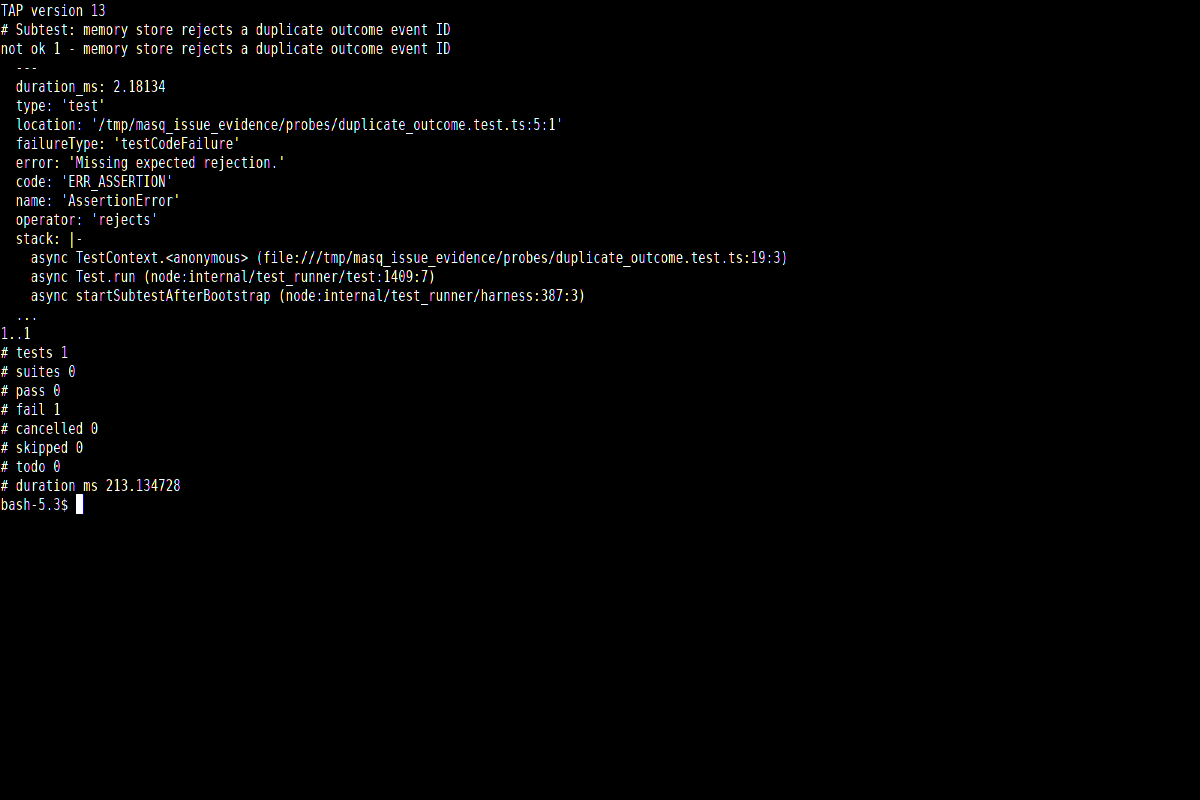 TAP version 13
# Subtest: memory store rejects a duplicate outcome event ID
not ok 1 - memory store rejects a duplicate outcome event ID
  ---
  duration_ms: 2.18134
  type: 'test'
  location: '/tmp/masq_issue_evidence/probes/duplicate_outcome.test.ts:5:1'
  failureType: 'testCodeFailure'
  error: 'Missing expected rejection.'
  code: 'ERR_ASSERTION'
  name: 'AssertionError'
  operator: 'rejects'
  stack: |-
    async TestContext.<anonymous> (file:///tmp/masq_issue_evidence/probes/duplicate_outcome.test.ts:19:3)
    async Test.run (node:internal/test_runner/test:1409:7)
    async startSubtestAfterBootstrap (node:internal/test_runner/harness:387:3)
  ...
1..1
# tests 1
# suites 0
# pass 0
# fail 1
# cancelled 0
# skipped 0
# todo 0
# duration_ms 213.134728
bash-5.3$